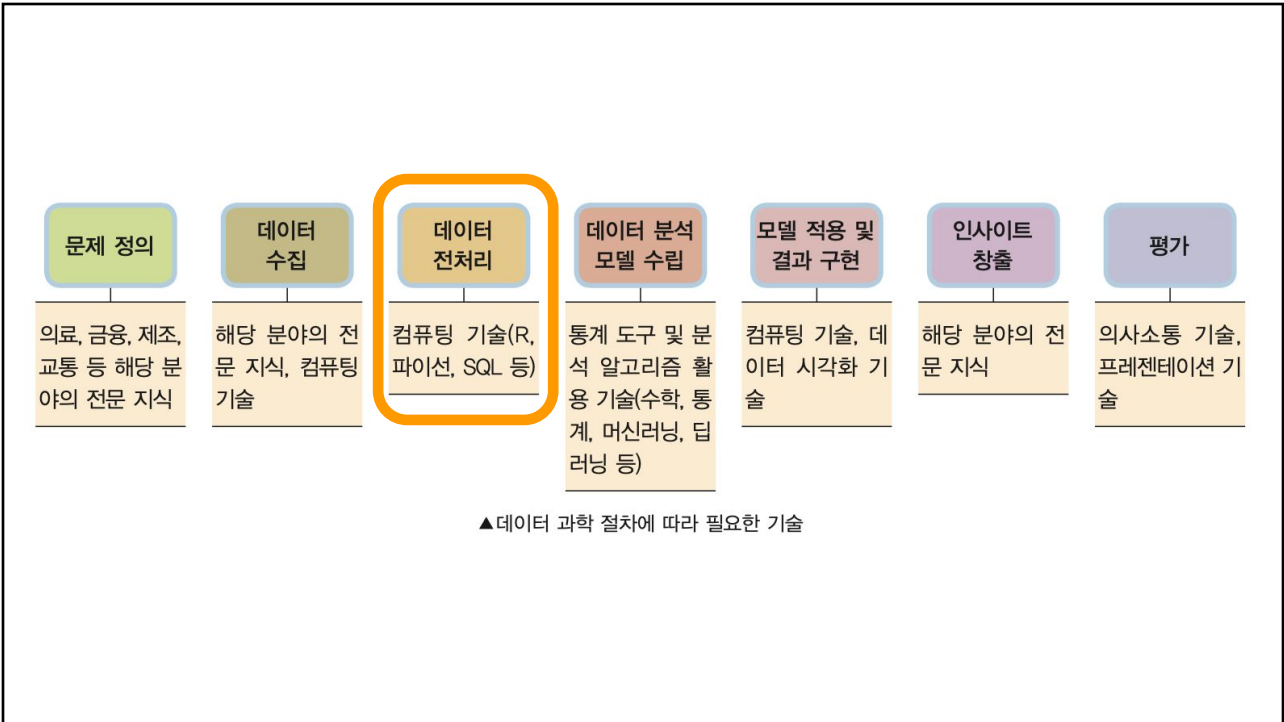 문제 정의
데이터
수집
데이터
전처리
데이터 분석
모델 수립
모델 적용 및
결과 구현
인사이트
창출
평가
의료, 금융, 제조,
교통 등 해당 분
야의 전문 지식
해당 분야의 전
문 지식, 컴퓨팅
기술
컴퓨팅 기술(R,
파이선, SQL 등)
통계 도구 및 분
석 알고리즘 활
용 기술(수학, 통
계, 머신러닝, 딥
러닝 등)
컴퓨팅 기술, 데
이터 시각화 기
술
해당 분야의 전
문 지식
의사소통 기술,
프레젠테이션 기
술
▲데이터 과학 절차에 따라 필요한 기술